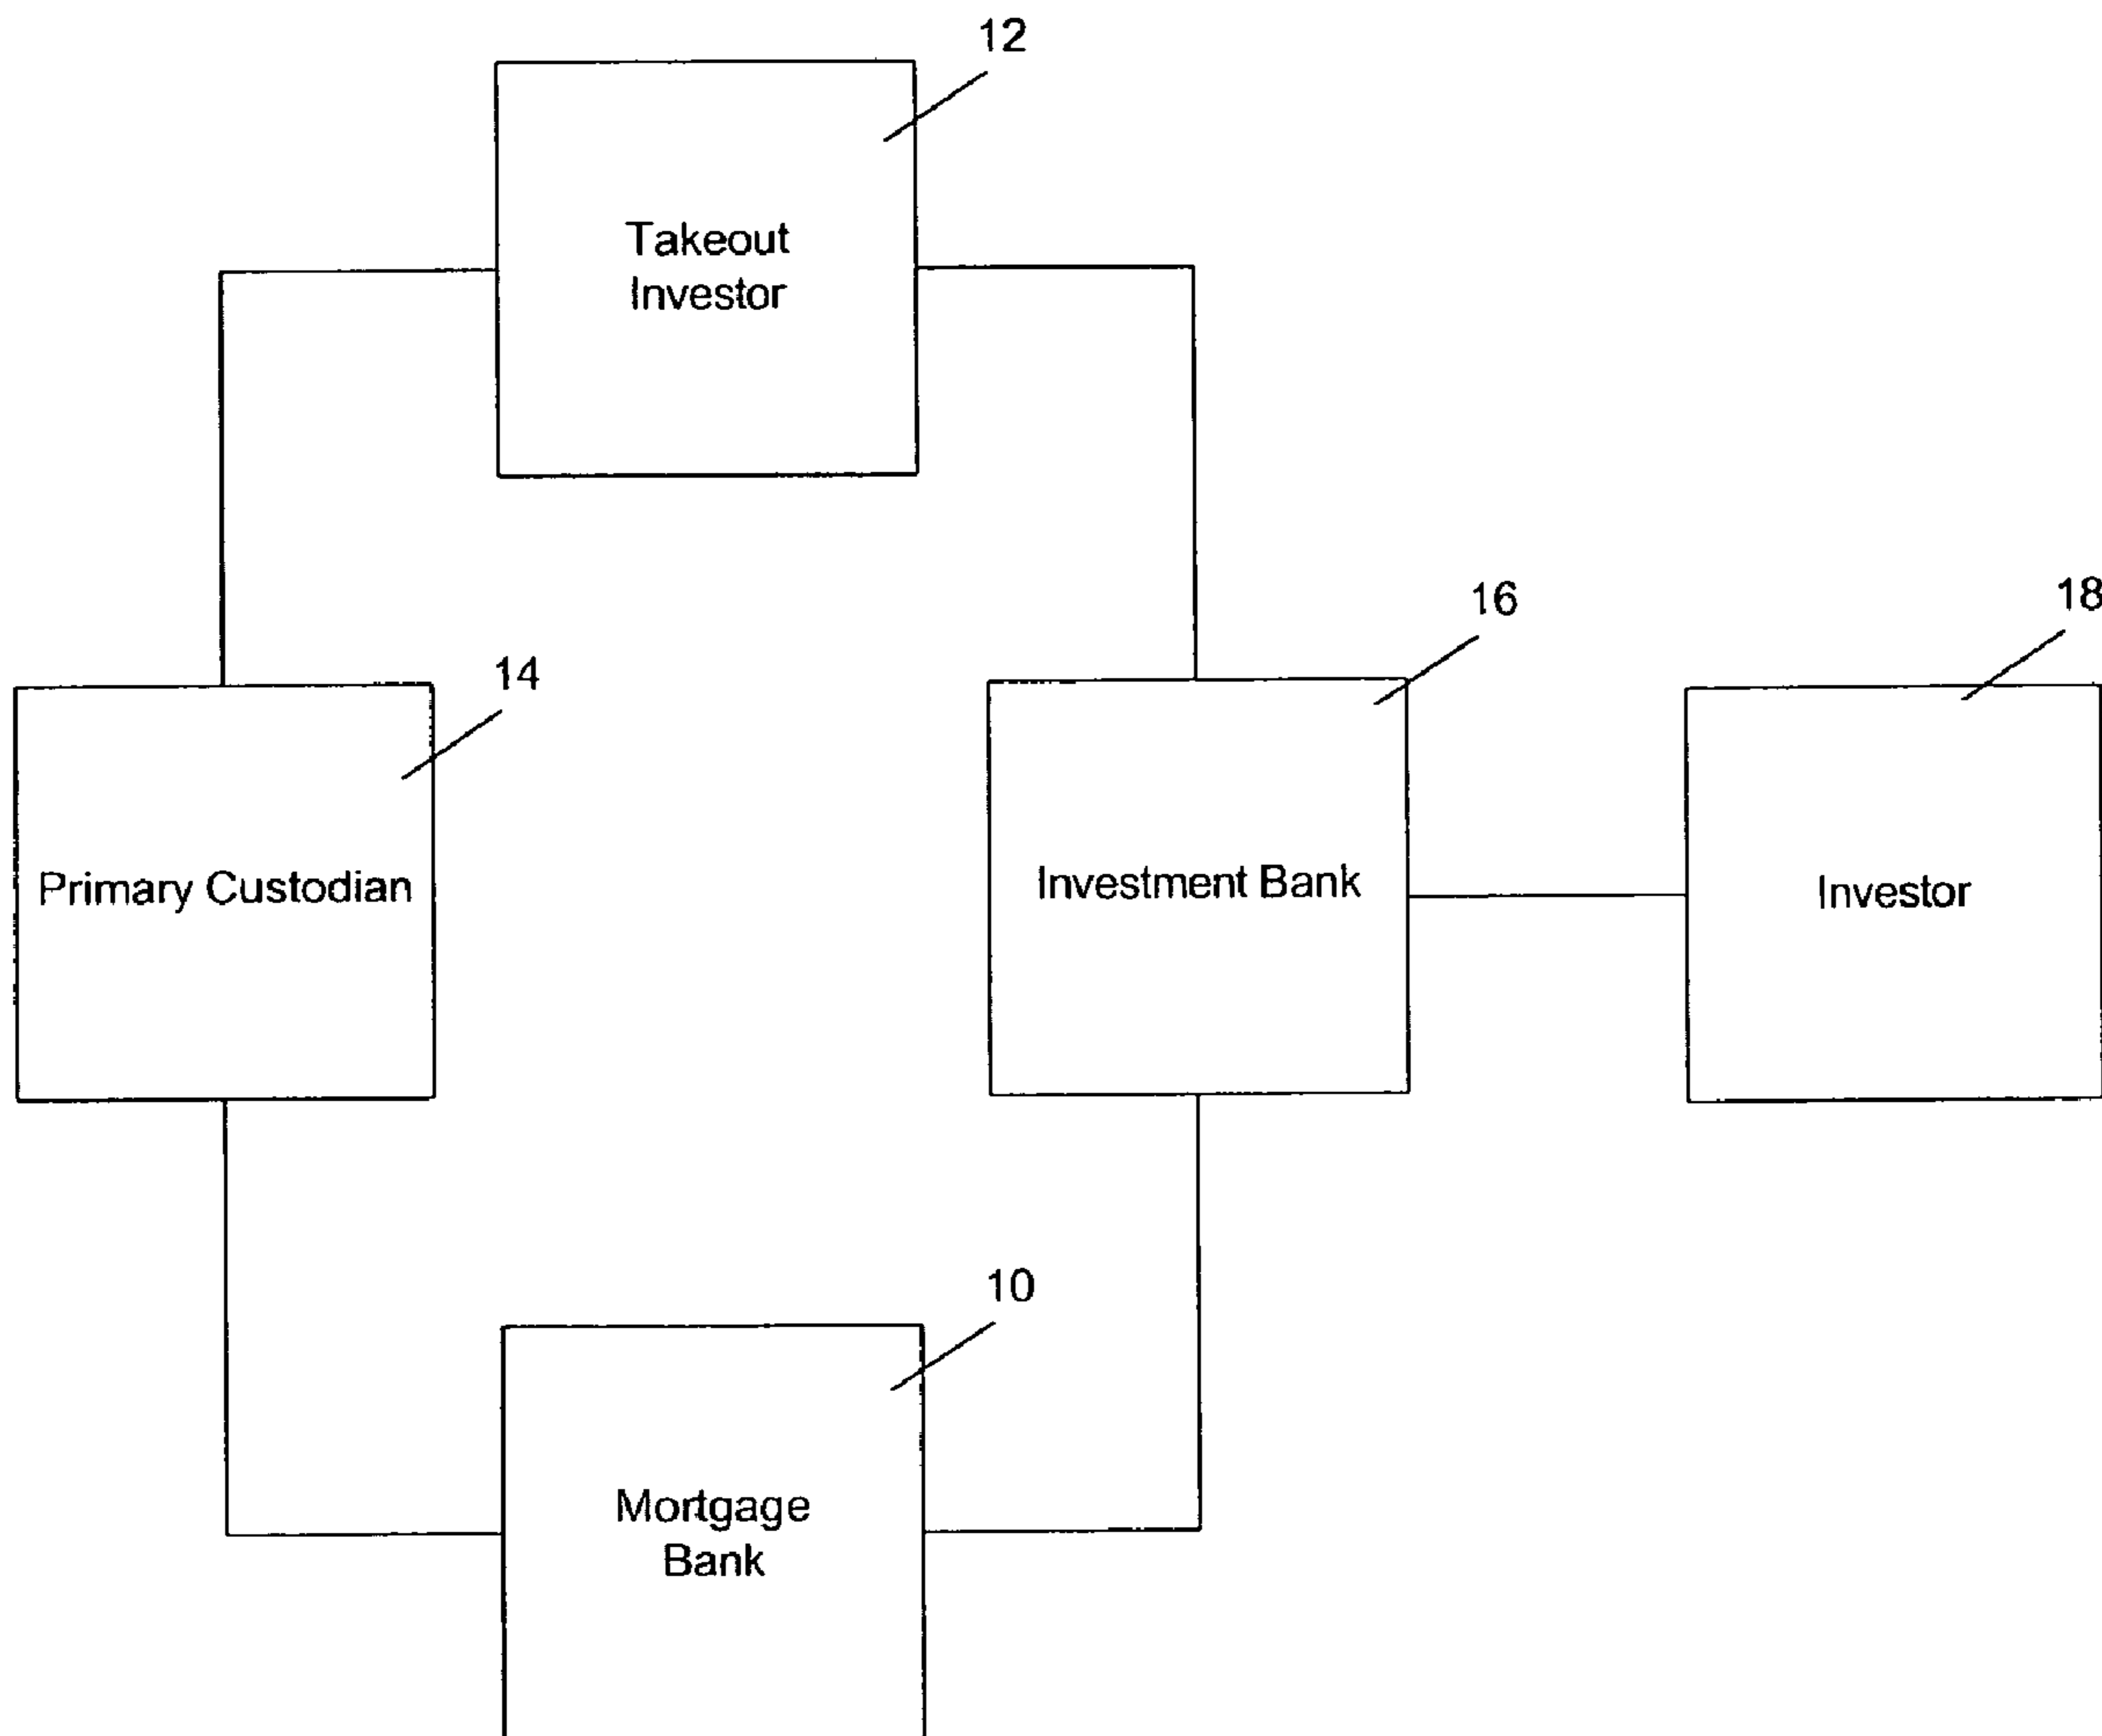 12
Takeout
Investor
16
18
14
Primary Custodian
Investment Bank
Investor
10
Mortgage
Bank